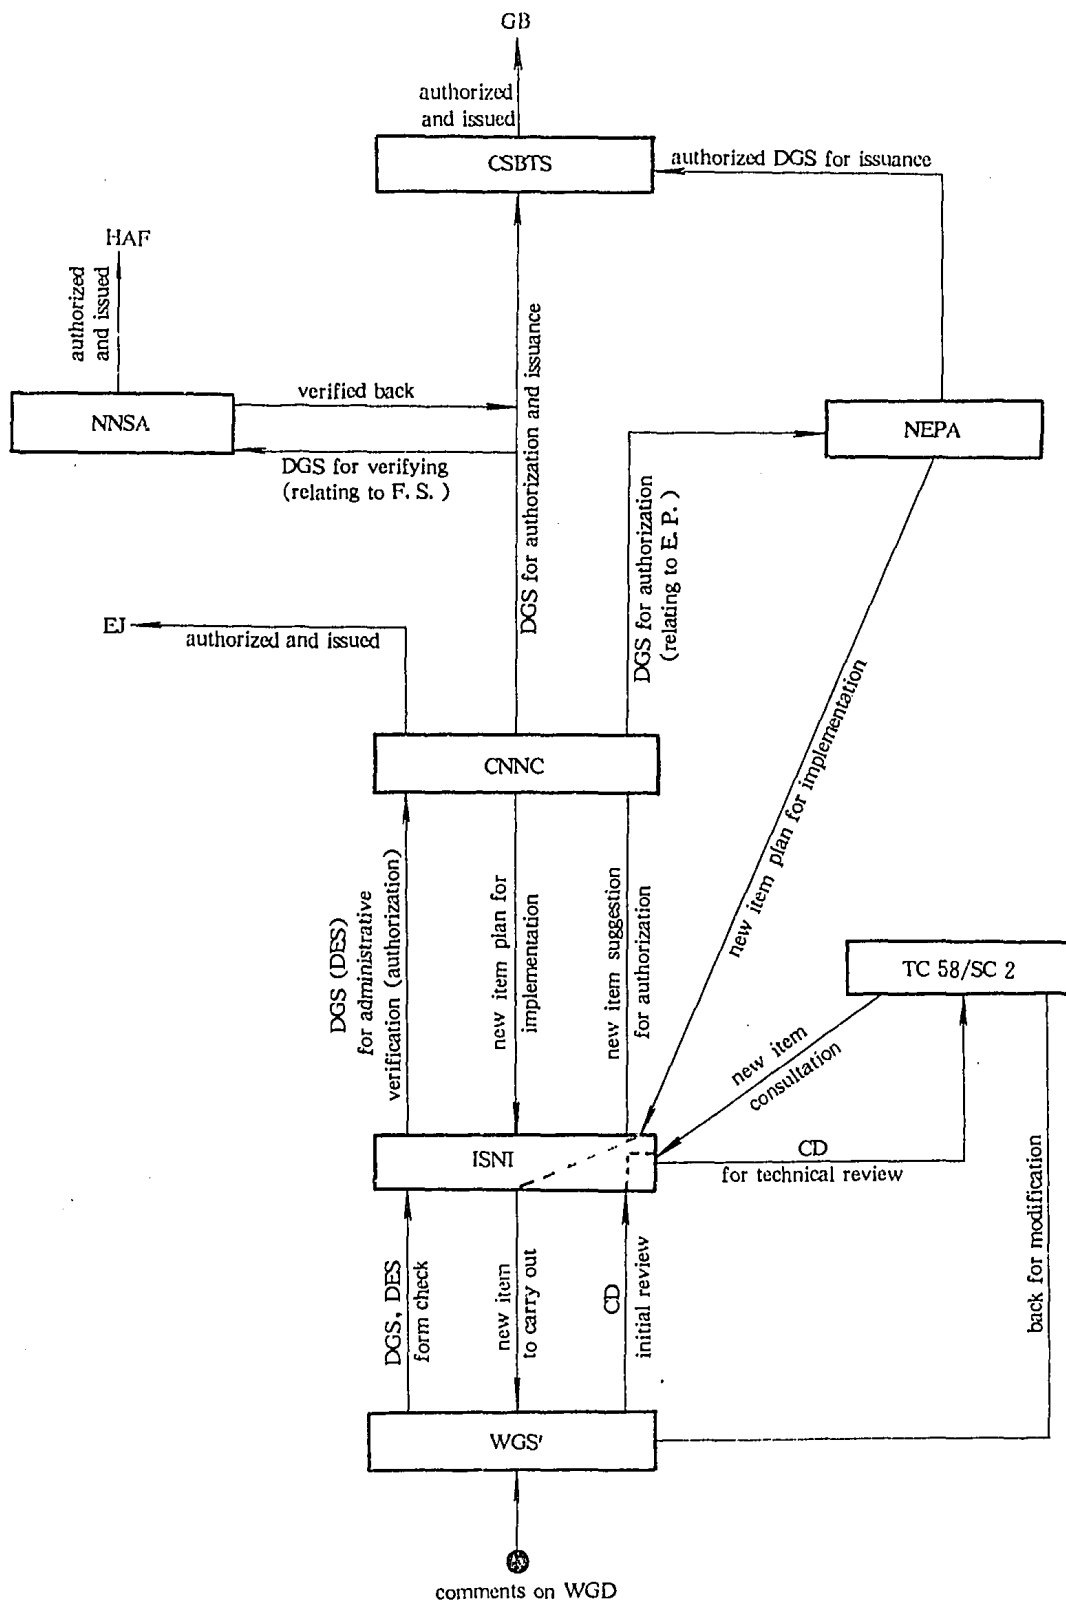 GB
authorized
and issued
CSBTS
authorized DGS for issuance
HAF
authorized
and issued
NNSA
verified back
DGS for verifying
(relating to F. S. )
DGS for authorization and issuance
NEPA
DGS for authorization
(relating to E. P. )
EJ
authorized and issued
CNNC
new item plan for implementation
DGS (DES)
for administrative
verification (authorization)
new item plan for
implementation
new item suggestion
for authorization
TC 58/SC 2
new item
consultation
ISNI
CD
for technical review
back for modification
DGS, DES
form check
new item
to carry out
CD
initial review
WGS'
comments on WGD